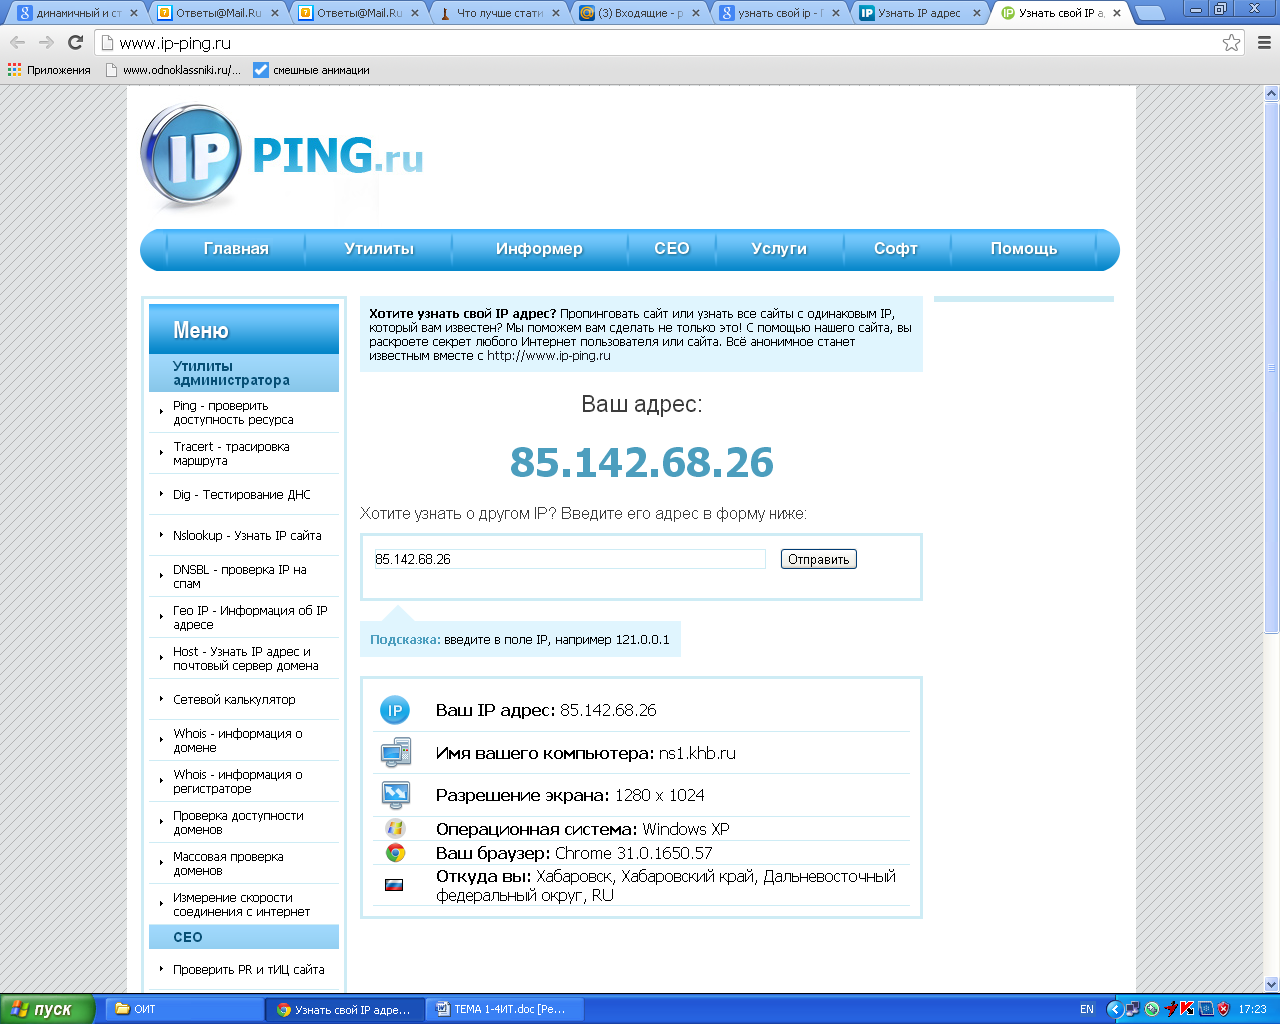 динамичный и ст
Ответы@Mail.Ru
Ответы@Mail.Ru
Что лучше стати
(3) Входящие - р
узнать свой ip - П
Узнать IP адрес
Узнать свой IP а
www.ip-ping.ru
Приложения
www.odnoklassniki.ru/...
смешные анимации
IP PING.ru
Главная
Утилиты
Информер
СЕО
Услуги
Софт
Помощь
Меню
Утилиты
администратора
Ping - проверить
доступность ресурса
Tracert - трасировка
маршрута
Dig - Тестирование ДНС
Nslookup - Узнать IP сайта
DNSBL - проверка IP на
спам
Гео IP - Информация об IP
адресе
Host - Узнать IP адрес и
почтовый сервер домена
Сетевой калькулятор
Whois - информация о
домене
Whois - информация о
регистраторе
Проверка доступности
доменов
Массовая проверка
доменов
Измерение скорости
соединения с интернет
СЕО
Проверить PR и тИЦ сайта
Хотите узнать свой IP адрес? Пропинговать сайт или узнать все сайты с одинаковым IP,
который вам известен? Мы поможем вам сделать не только это! С помощью нашего сайта, вы
раскроете секрет любого Интернет пользователя или сайта. Всё анонимное станет
известным вместе с http://www.ip-ping.ru
Ваш адрес:
85.142.68.26
Хотите узнать о другом IP? Введите его адрес в форму ниже:
85.142.68.26
Отправить
Подсказка: введите в поле IP, например 121.0.0.1
IP
Ваш IP адрес: 85.142.68.26
Имя вашего компьютера: ns1.khb.ru
Разрешение экрана: 1280 x 1024
Операционная система: Windows XP
Ваш браузер: Chrome 31.0.1650.57
Откуда вы: Хабаровск, Хабаровский край, Дальневосточный
федеральный округ, RU
пуск
ОИТ
Узнать свой IP адре...
ТЕМА 1-4ИТ.doc [Ре...
EN
17:23